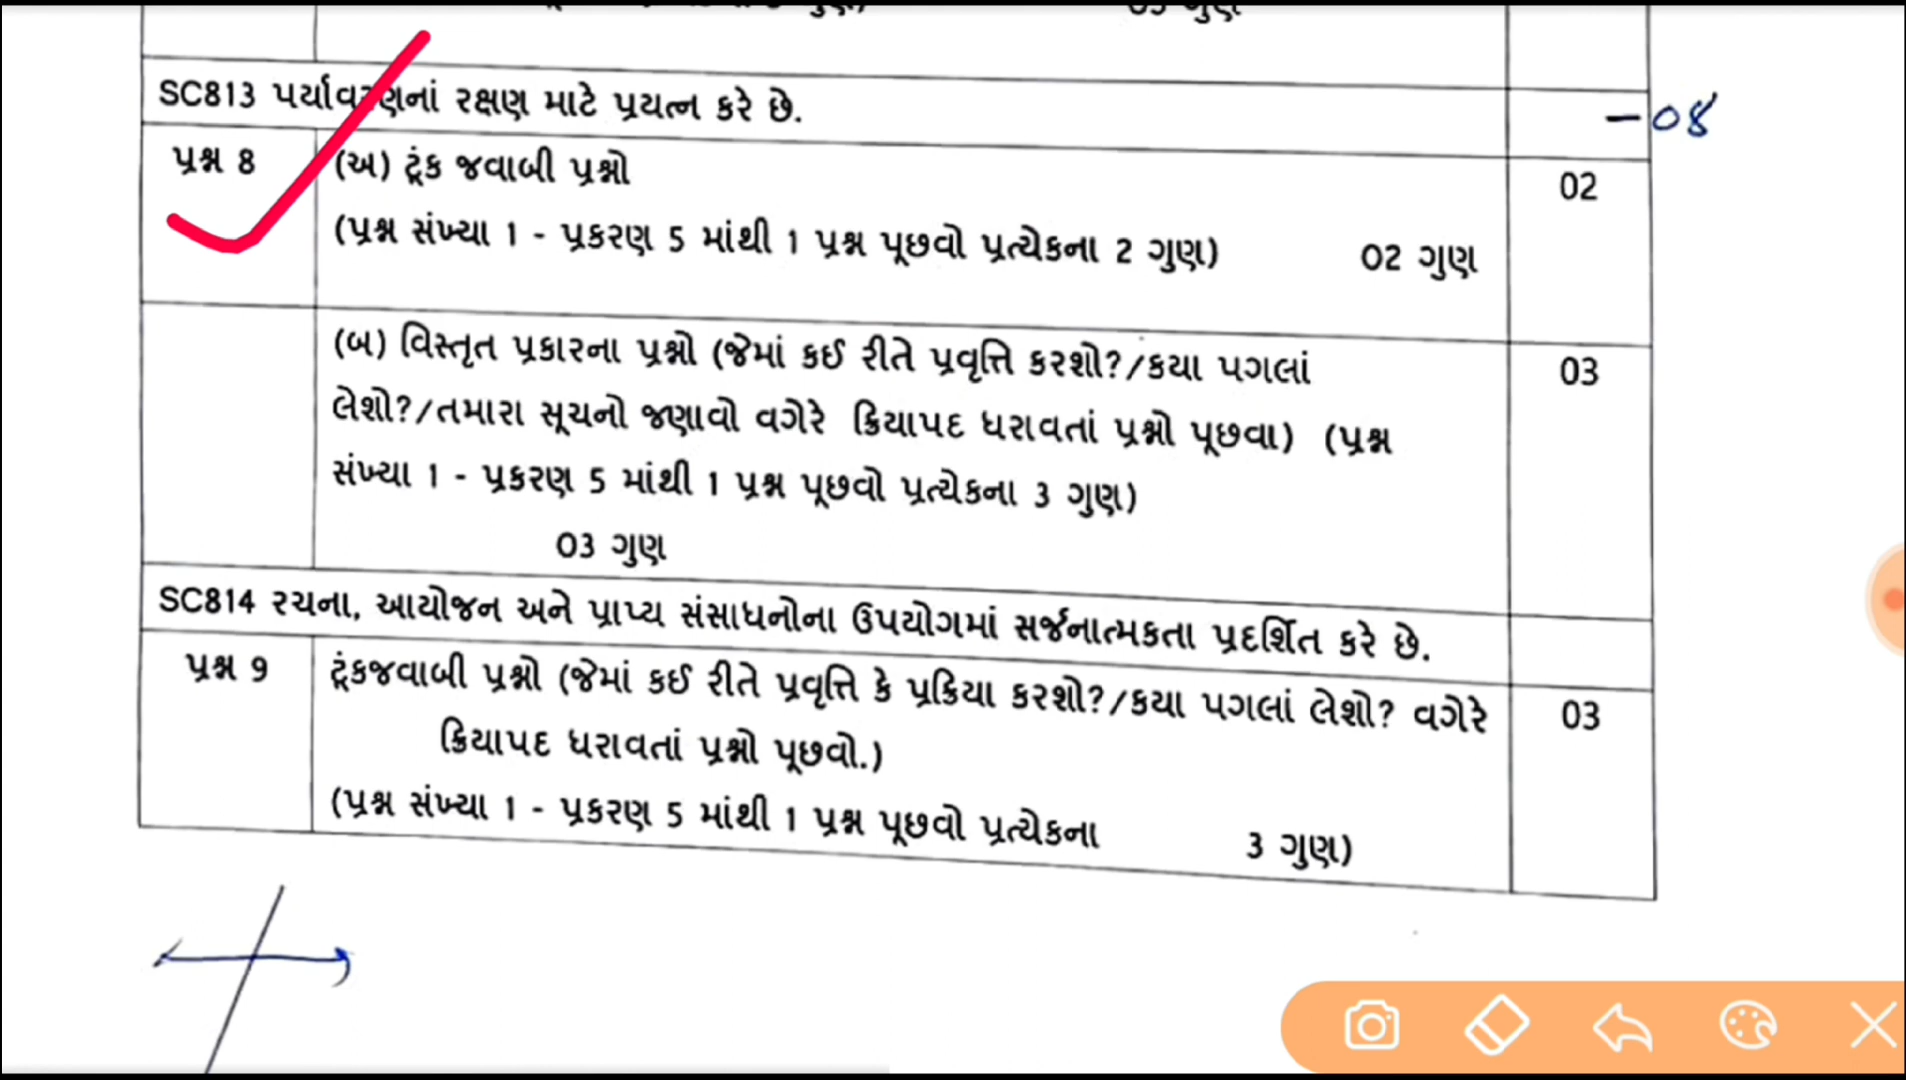 03 ગુણ
SC813 પર્યાવરણનાં રક્ષણ માટે પ્રયત્ન કરે છે.
-08
પ્રશ્ન 8 (અ) ટૂંક જવાબી પ્રશ્નો 02
(પ્રશ્ન સંખ્યા 1 - પ્રકરણ 5 માંથી 1 પ્રશ્ન પૂછવો પ્રત્યેકના 2 ગુણ) 02 ગુણ
(બ) વિસ્તૃત પ્રકારના પ્રશ્નો (જેમાં કઈ રીતે પ્રવૃત્તિ કરશો?/કયા પગલાં 03
લેશો?/તમારા સૂચનો જણાવો વગેરે ક્રિયાપદ ધરાવતાં પ્રશ્નો પૂછવા) (પ્રશ્ન
સંખ્યા 1 - પ્રકરણ 5 માંથી 1 પ્રશ્ન પૂછવો પ્રત્યેકના 3 ગુણ)
03 ગુણ
SC814 રચના, આયોજન અને પ્રાપ્ય સંસાધનોના ઉપયોગમાં સર્જનાત્મકતા પ્રદર્શિત કરે છે.
પ્રશ્ન 9 ટૂંકજવાબી પ્રશ્નો (જેમાં કઈ રીતે પ્રવૃત્તિ કે પ્રક્રિયા કરશો?/કયા પગલાં લેશો? વગેરે 03
ક્રિયાપદ ધરાવતાં પ્રશ્નો પૂછવો.)
(પ્રશ્ન સંખ્યા 1 - પ્રકરણ 5 માંથી 1 પ્રશ્ન પૂછવો પ્રત્યેકના 3 ગુણ)